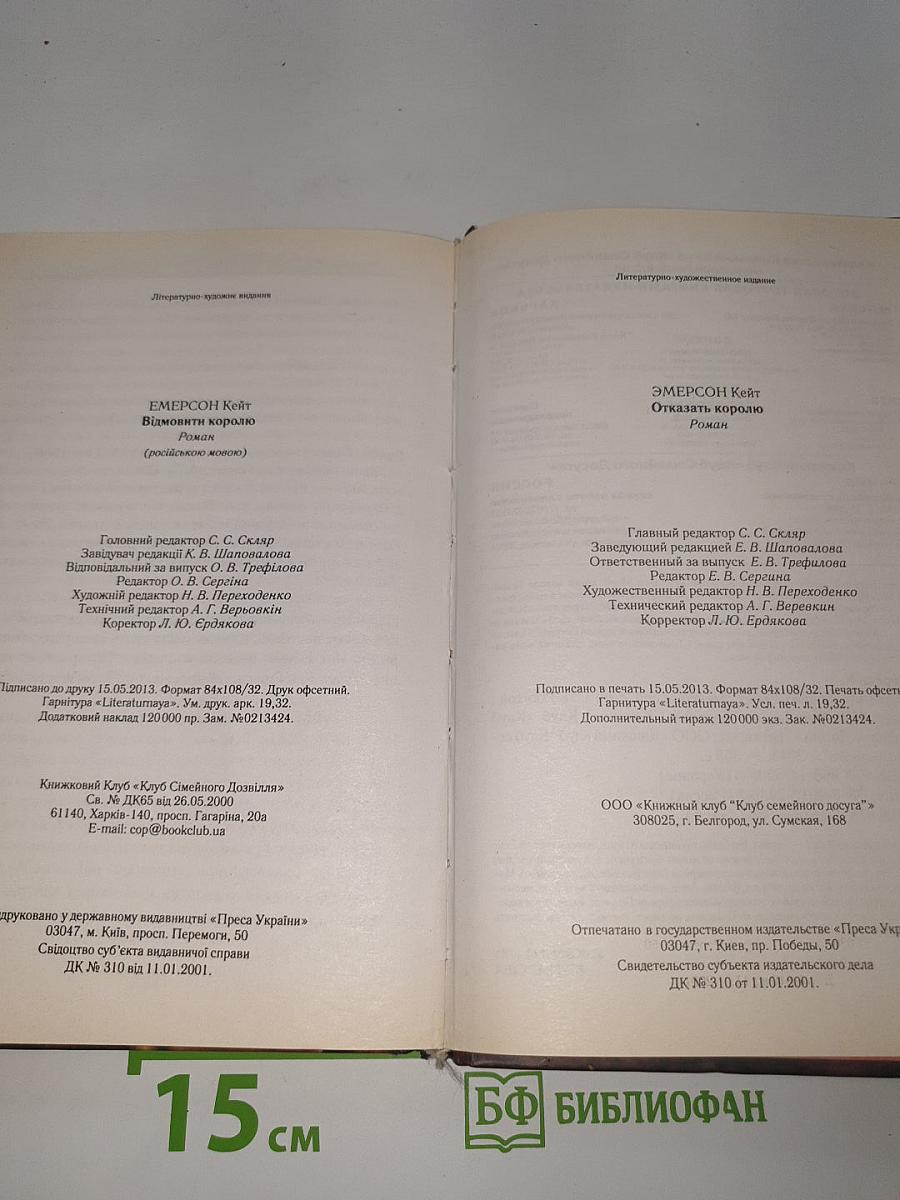 Літературно-художнє видання
ЕМЕРСОН Кейт
Відмовити королю
Роман
(російською мовою)
Головний редактор С. С. Скляр
Завідувач редакції К. В. Шаповалова
Відповідальний за випуск О. В. Трефілова
Редактор О. В. Сергіна
Художній редактор Н. В. Переходенко
Технічний редактор А. Г. Верьовкін
Коректор Л. Ю. Єрдякова
Підписано до друку 15.05.2013. Формат 84x108/32. Друк офсетний.
Гарнітура «Literaturnaya». Ум. друк. арк. 19,32.
Додатковий наклад 120 000 пр. Зам. №0213424.
Книжковий Клуб «Клуб Сімейного Дозвілля»
Св. № ДК65 від 26.05.2000
61140, Харків-140, просп. Гагаріна, 20а
E-mail: cop@bookclub.ua
друковано у державному видавництві «Преса України»
03047, м. Київ, просп. Перемоги, 50
Свідоцтво суб'єкта видавничої справи
ДК № 310 від 11.01.2001.
Литературно-художественное издание
ЭМЕРСОН Кейт
Отказать королю
Роман
Главный редактор С. С. Скляр
Заведующий редакцией Е. В. Шаповалова
Ответственный за выпуск Е. В. Трефилова
Редактор Е. В. Сергина
Художественный редактор Н. В. Переходенко
Технический редактор А. Г. Веревкин
Корректор Л. Ю. Ердякова
Подписано в печать 15.05.2013. Формат 84x108/32. Печать офсетн
Гарнитура «Literaturnaya». Усл. печ. л. 19,32.
Дополнительный тираж 120 000 экз. Зак. №0213424.
ООО «Книжный клуб "Клуб семейного досуга"»
308025, г. Белгород, ул. Сумская, 168
Отпечатано в государственном издательстве «Преса Укр
03047, г. Киев, пр. Победы, 50
Свидетельство субъекта издательского дела
ДК № 310 от 11.01.2001.
15 см
БФ БИБЛИОФАН